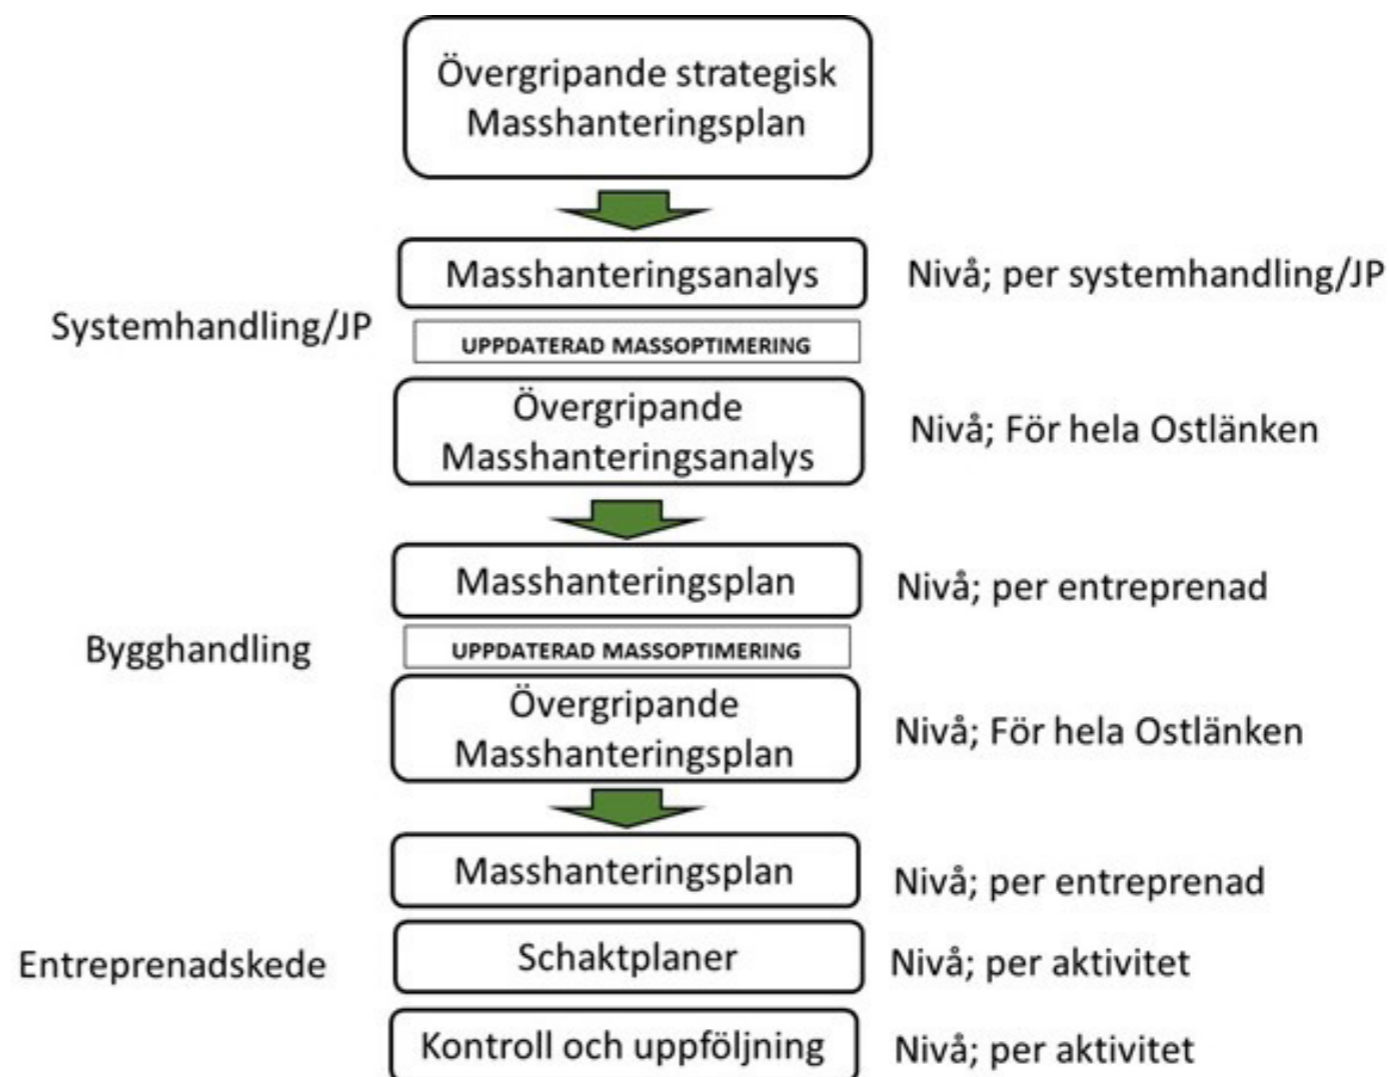 Övergripande strategisk
Masshanteringsplan
Masshanteringsanalys
Nivå; per systemhandling/JP
Systemhandling/JP
UPPDATERAD MASSOPTIMERING
Övergripande
Masshanteringsanalys
Nivå; För hela Ostlänken
Masshanteringsplan
Nivå; per entreprenad
Bygghandling
UPPDATERAD MASSOPTIMERING
Övergripande
Masshanteringsplan
Nivå; För hela Ostlänken
Masshanteringsplan
Nivå; per entreprenad
Entreprenadskede
Schaktplaner
Nivå; per aktivitet
Kontroll och uppföljning
Nivå; per aktivitet